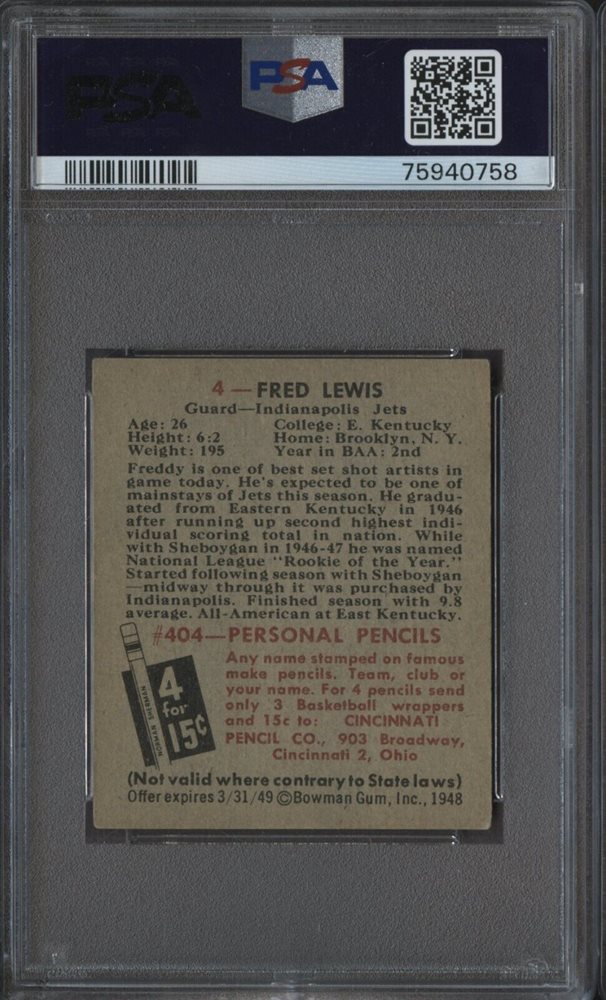 PSA
PSA
75940758
4 — FRED LEWIS
Guard—Indianapolis Jets
Age: 26 College: E. Kentucky
Height: 6:2 Home: Brooklyn, N. Y.
Weight: 195 Year in BAA: 2nd
Freddy is one of best set shot artists in
game today. He's expected to be one of
mainstays of Jets this season. He gradu-
ated from Eastern Kentucky in 1946
after running up second highest indi-
vidual scoring total in nation. While
with Sheboygan in 1946-47 he was named
National League "Rookie of the Year."
Started following season with Sheboygan
—midway through it was purchased by
Indianapolis. Finished season with 9.8
average. All-American at East Kentucky.
#404—PERSONAL PENCILS
NORMAN SHERMAN
4
for
15¢
Any name stamped on famous
make pencils. Team, club or
your name. For 4 pencils send
only 3 Basketball wrappers
and 15c to: CINCINNATI
PENCIL CO., 903 Broadway,
Cincinnati 2, Ohio
(Not valid where contrary to State laws)
Offer expires 3/31/49 ©Bowman Gum, Inc., 1948